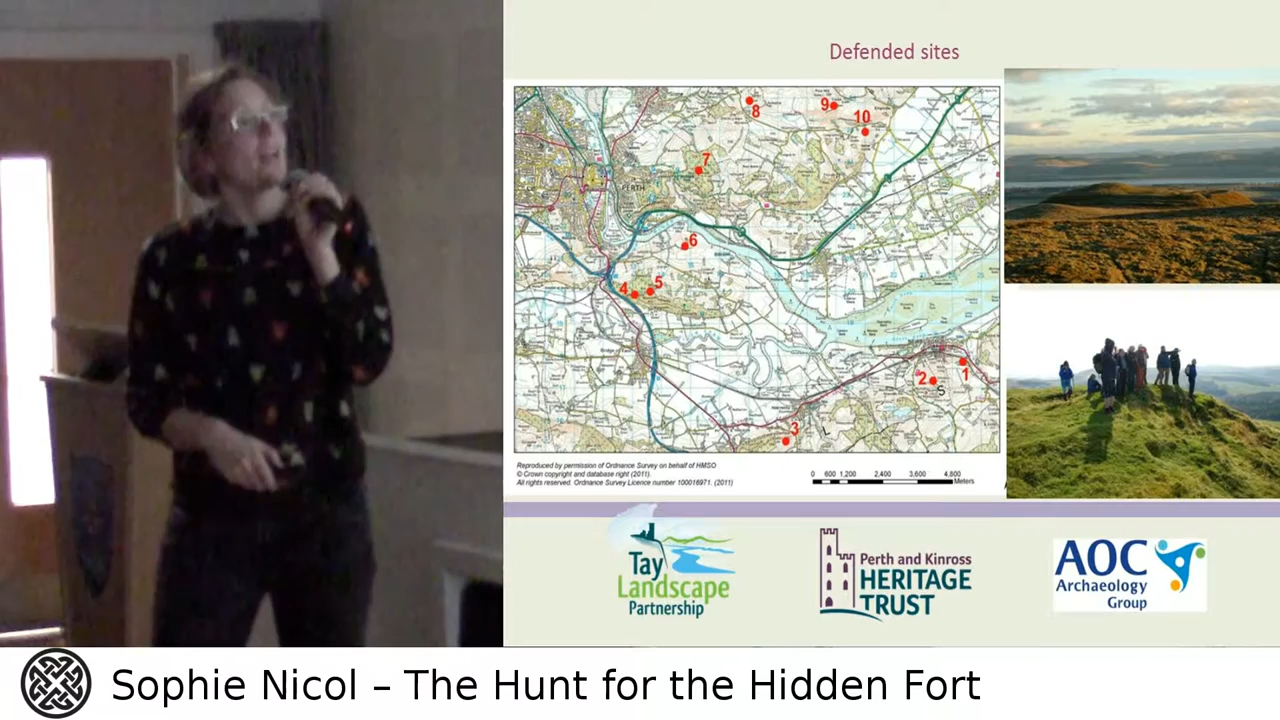 Defended sites
8
9
10
7
PERTH
6
4
5
1
2
S
3
L
Reproduced by permission of Ordnance Survey on behalf of HMSO
© Crown copyright and database right (2011).
All rights reserved. Ordnance Survey Licence number 100016971. (2011)
0 600 1,200 2,400 3,600 4,800
Meters
Tay
Landscape
Partnership
Perth and Kinross
HERITAGE
TRUST
AOC
Archaeology
Group
Sophie Nicol – The Hunt for the Hidden Fort